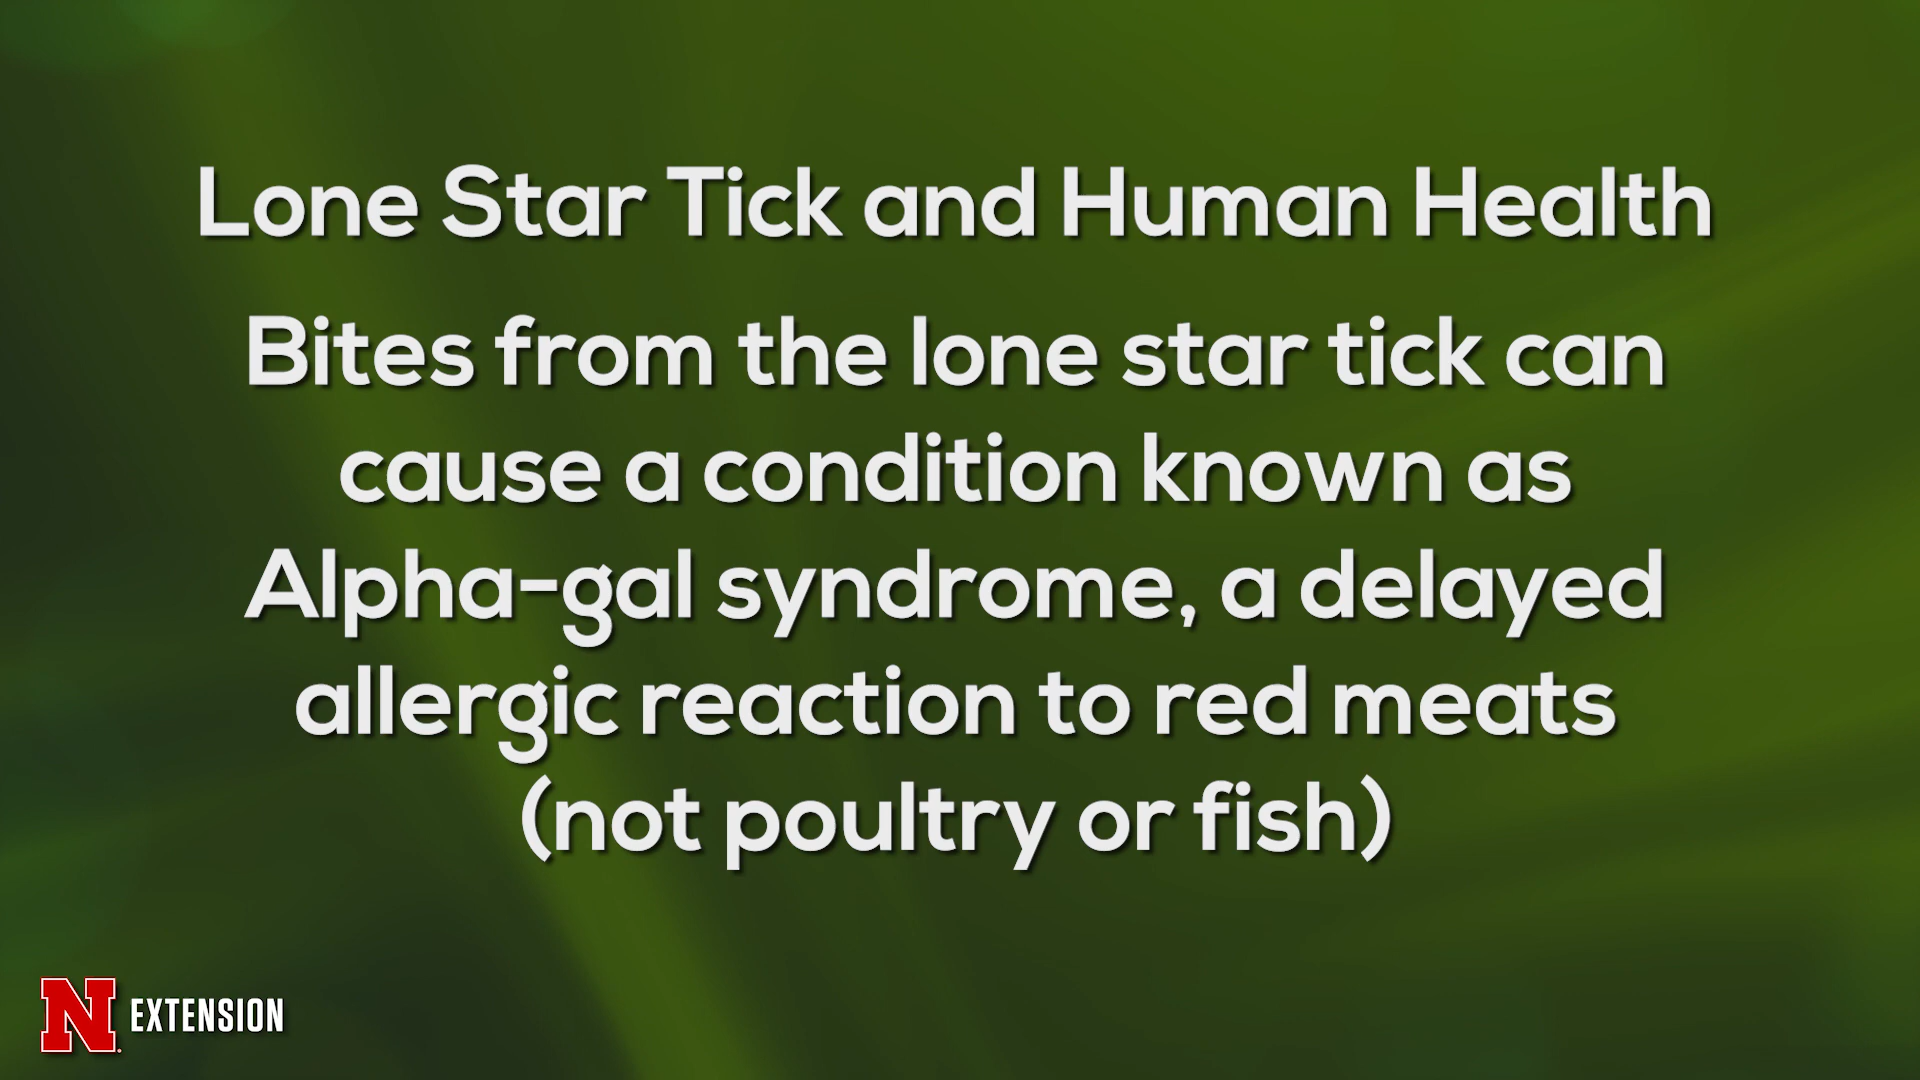 Lone Star Tick and Human Health
Bites from the lone star tick can
cause a condition known as
Alpha-gal syndrome, a delayed
allergic reaction to red meats
(not poultry or fish)
N EXTENSION